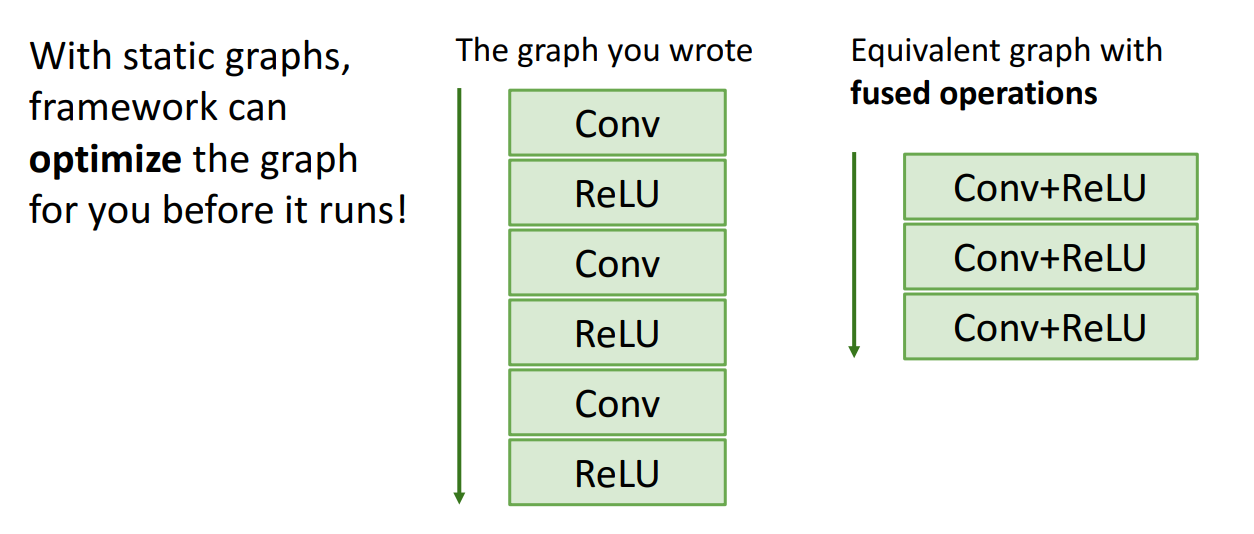 With static graphs,
framework can
optimize the graph
for you before it runs!
The graph you wrote
Conv
ReLU
Conv
ReLU
Conv
ReLU
Equivalent graph with
fused operations
Conv+ReLU
Conv+ReLU
Conv+ReLU